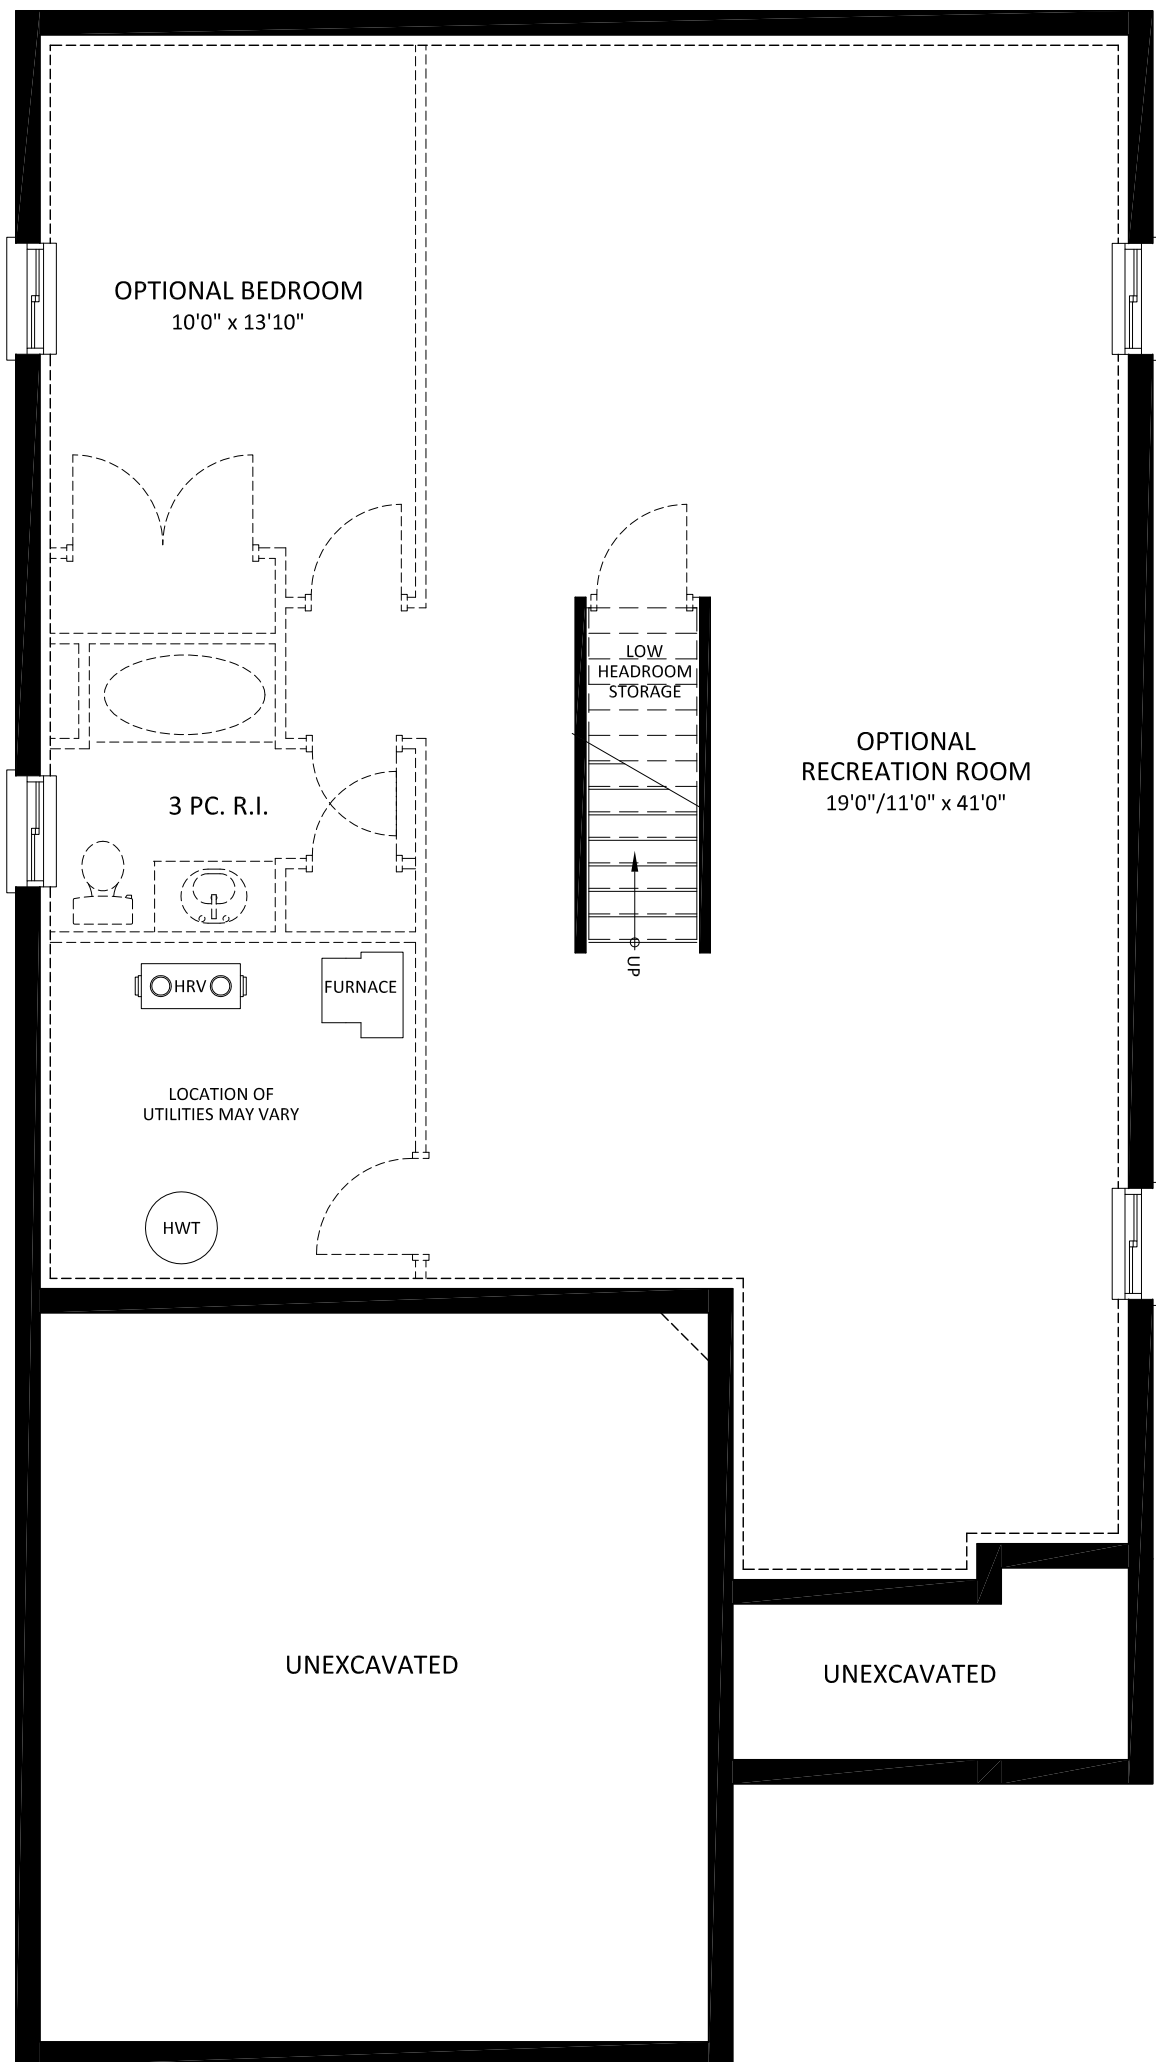 OPTIONAL BEDROOM
10'0" x 13'10"
LOW
HEADROOM
STORAGE
OPTIONAL
RECREATION ROOM
19'0"/11'0" x 41'0"
3 PC. R.I.
UP
HRV
FURNACE
LOCATION OF
UTILITIES MAY VARY
HWT
UNEXCAVATED
UNEXCAVATED